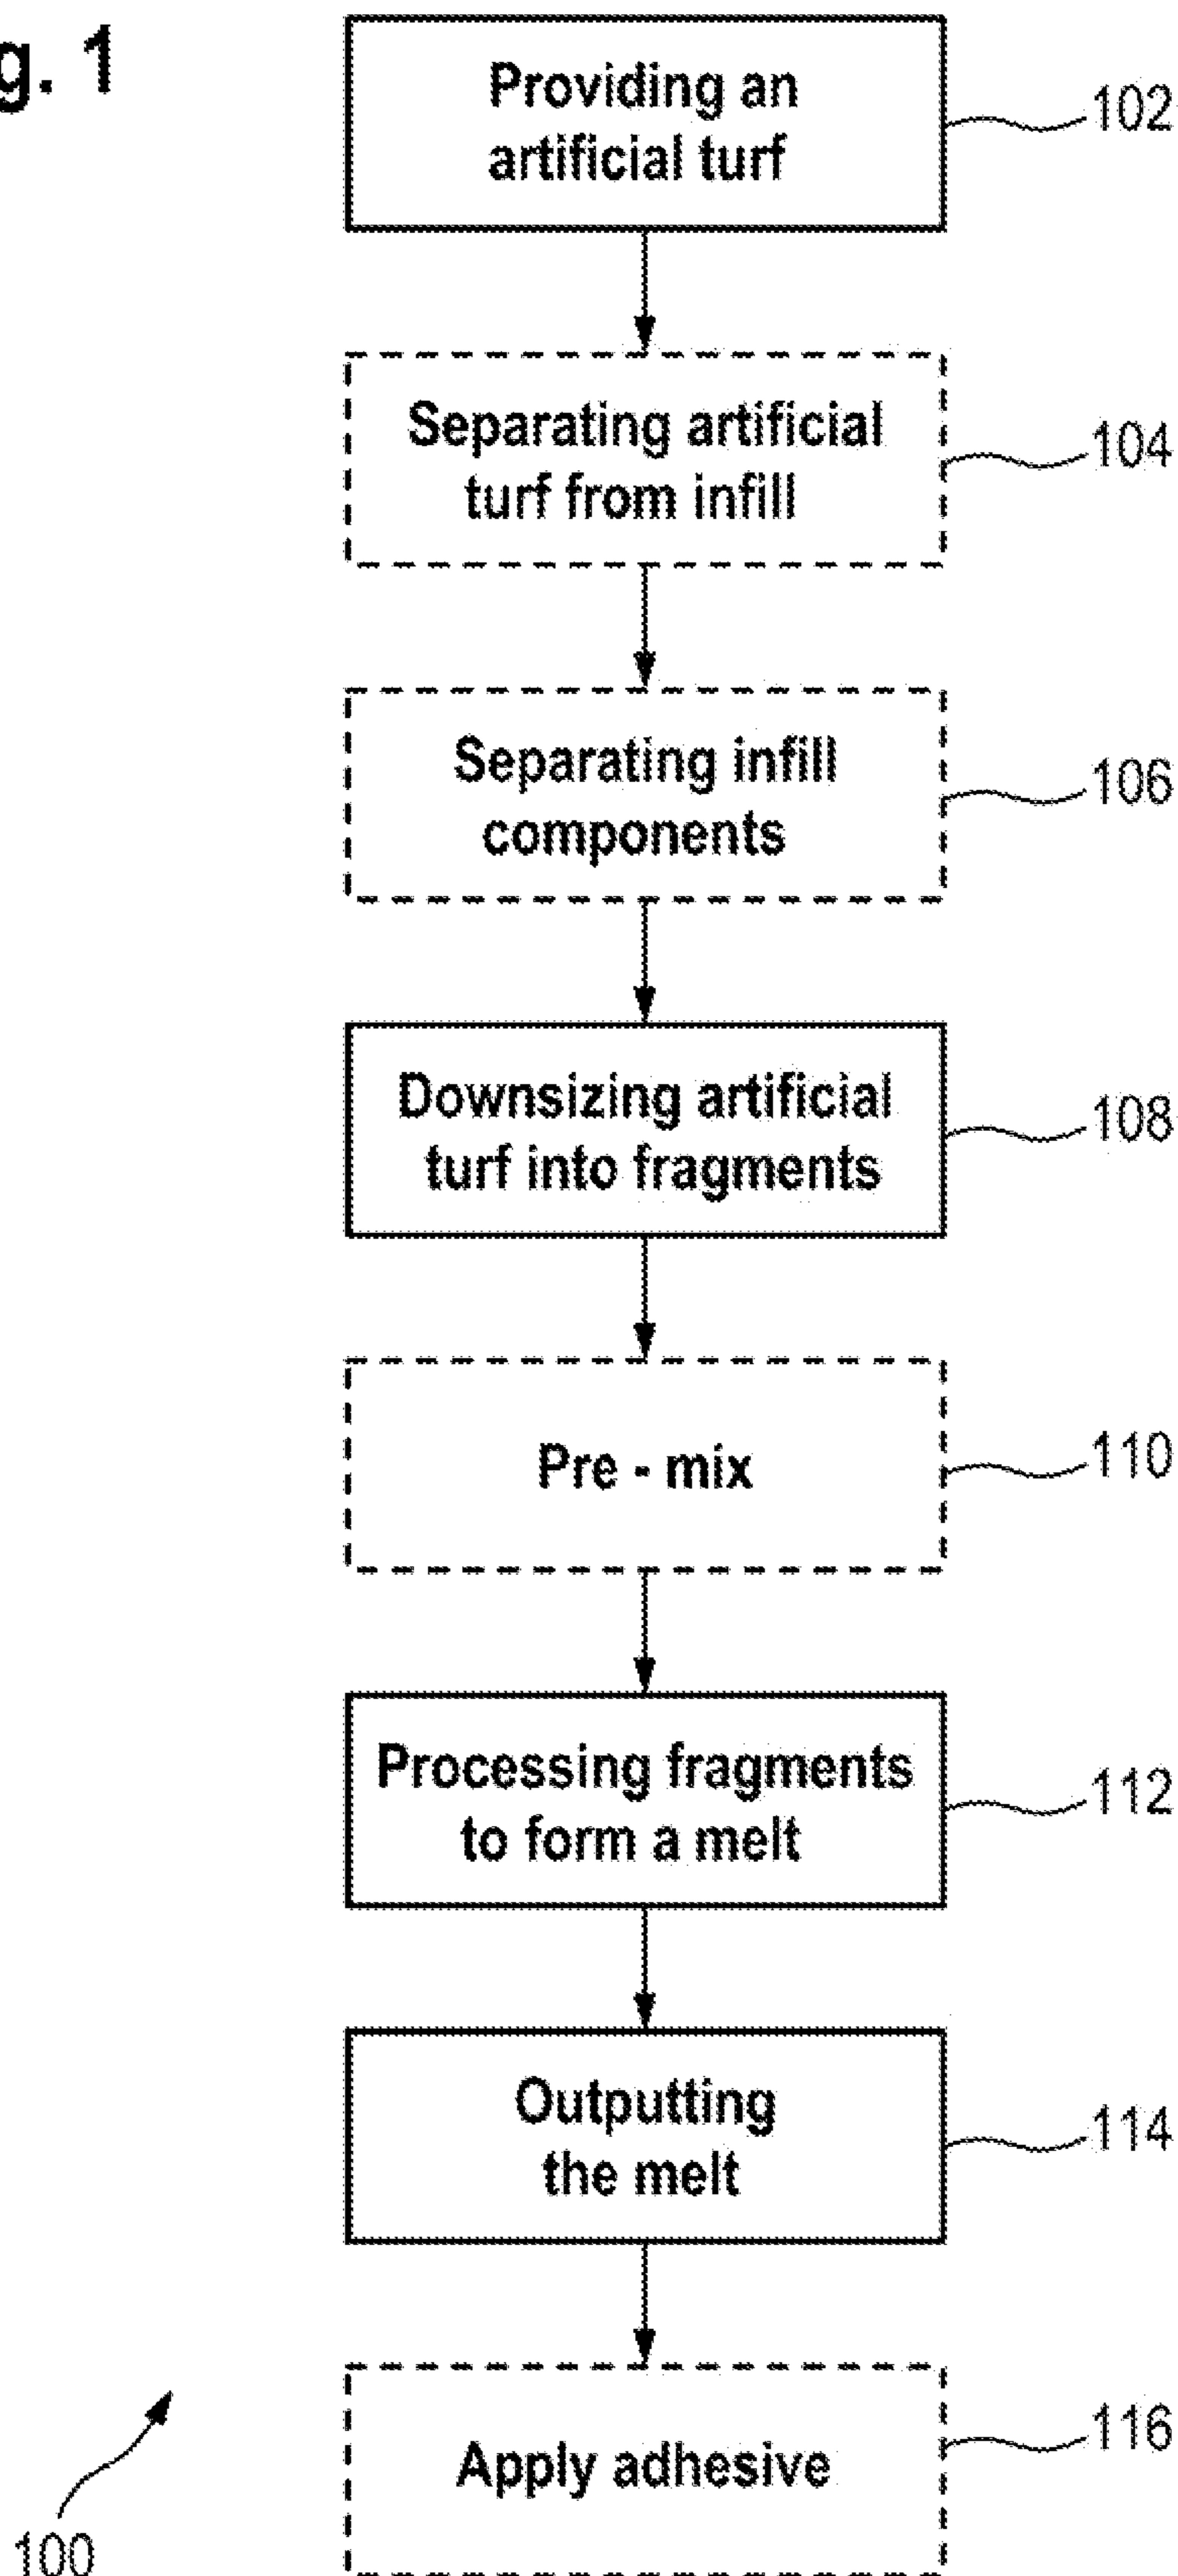 g. 1
Providing an
artificial turf
102
Separating artificial
turf from infill
104
Separating infill
components
106
Downsizing artificial
turf into fragments
108
Pre - mix
110
Processing fragments
to form a melt
112
Outputting
the melt
114
Apply adhesive
116
100